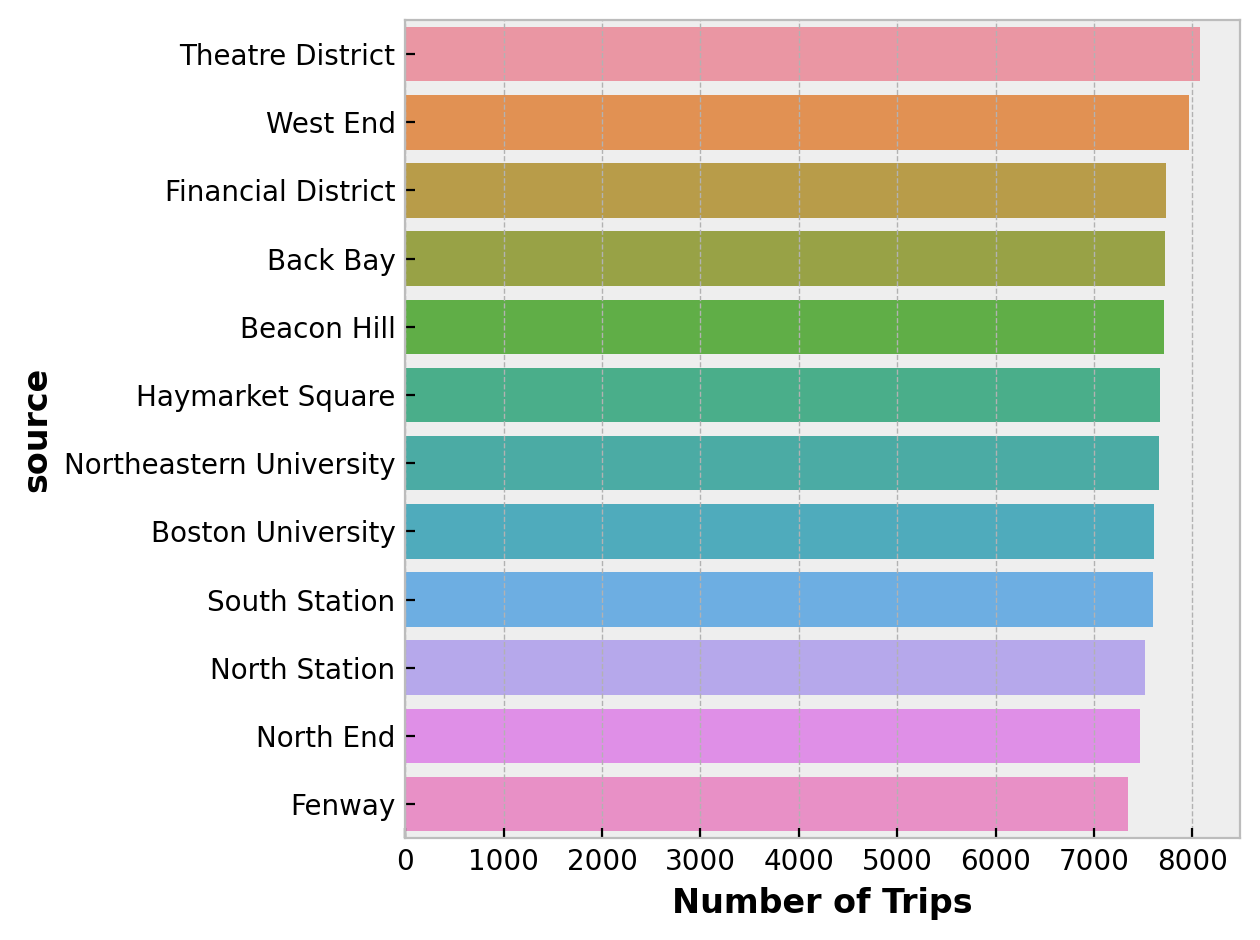 Theatre District
West End
Financial District
Back Bay
Beacon Hill
Haymarket Square
Northeastern University
Boston University
South Station
North Station
North End
Fenway
source
0 1000 2000 3000 4000 5000 6000 7000 8000
Number of Trips